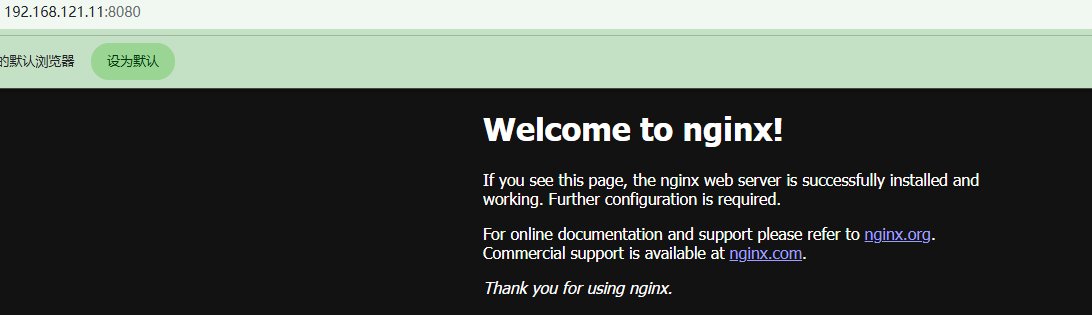 192.168.121.11:8080
的默认浏览器 设为默认
Welcome to nginx!
If you see this page, the nginx web server is successfully installed and
working. Further configuration is required.
For online documentation and support please refer to nginx.org.
Commercial support is available at nginx.com.
Thank you for using nginx.